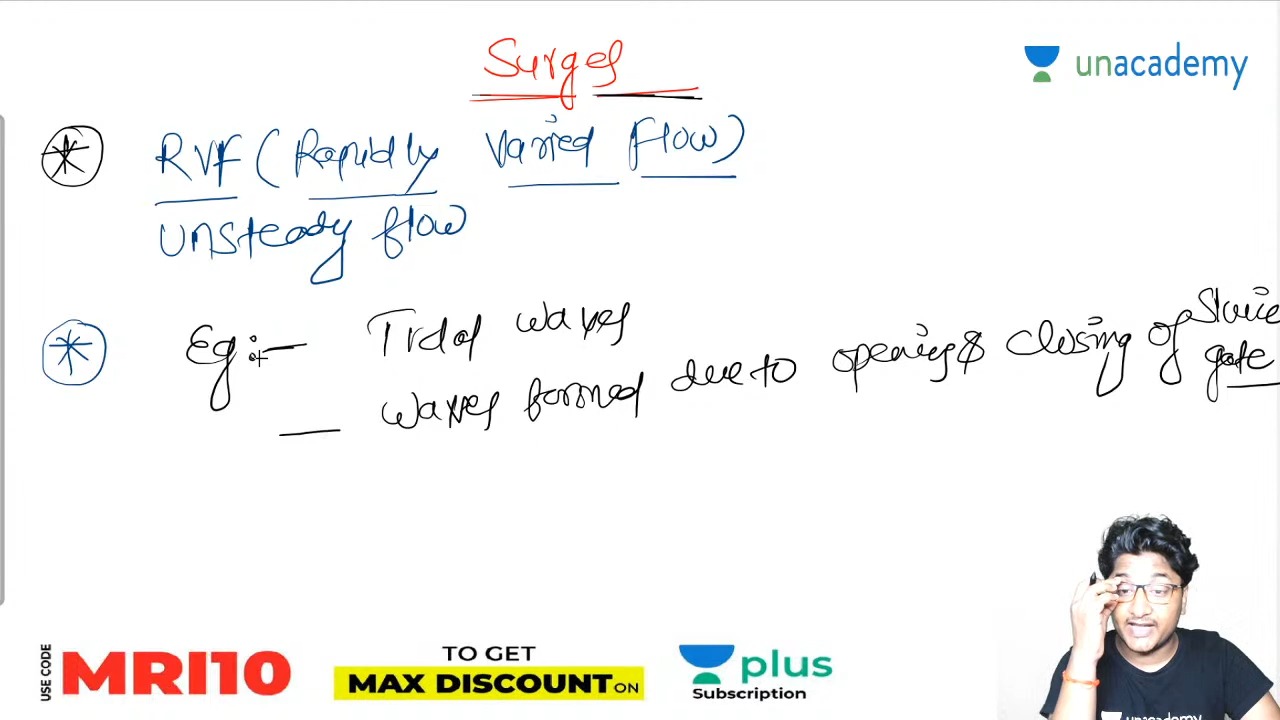 Surges
unacademy
RVF (Rapidly Varied Flow)
Unsteady flow
Eg:- Tidal waves
waves formed due to opening & closing of Sluice gate
USE CODE
MRI10
TO GET
MAX DISCOUNT ON
plus
Subscription
unacademy